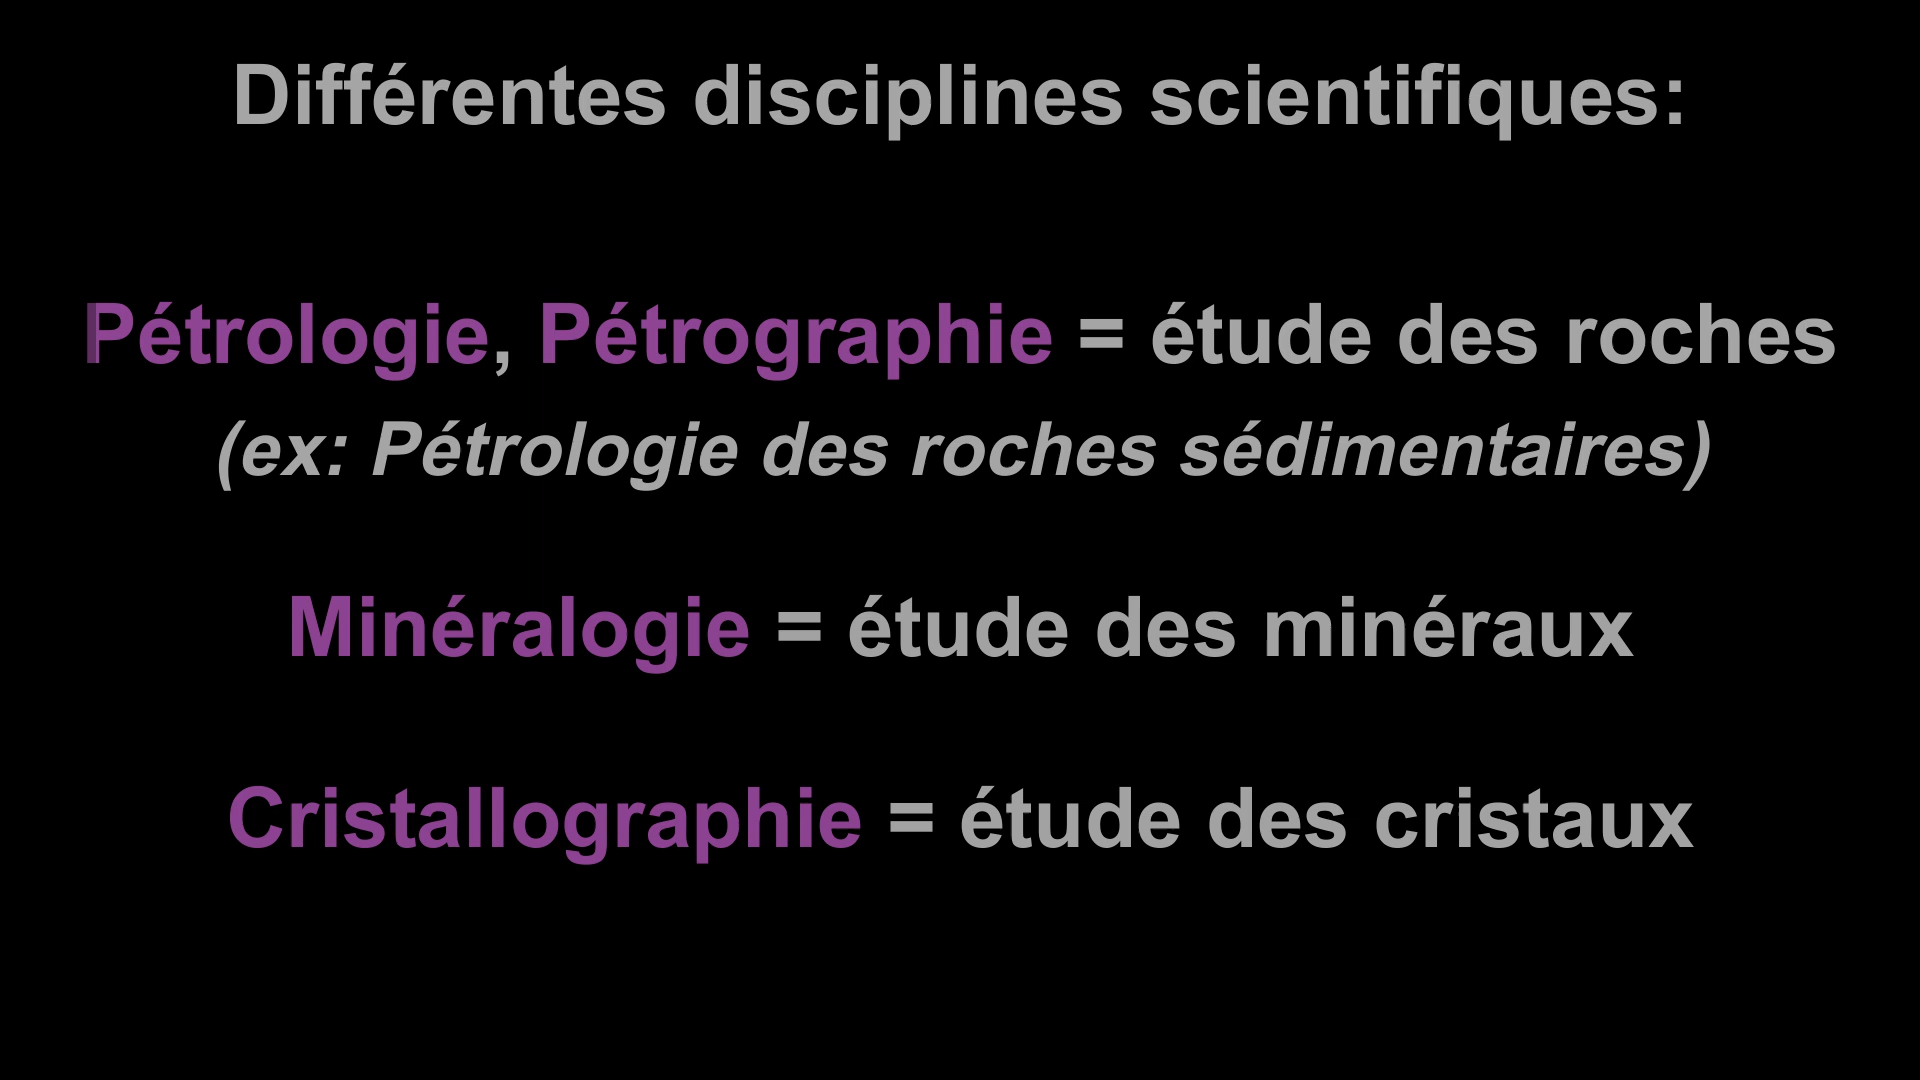 Différentes disciplines scientifiques:
Pétrologie, Pétrographie = étude des roches
(ex: Pétrologie des roches sédimentaires)
Minéralogie = étude des minéraux
Cristallographie = étude des cristaux